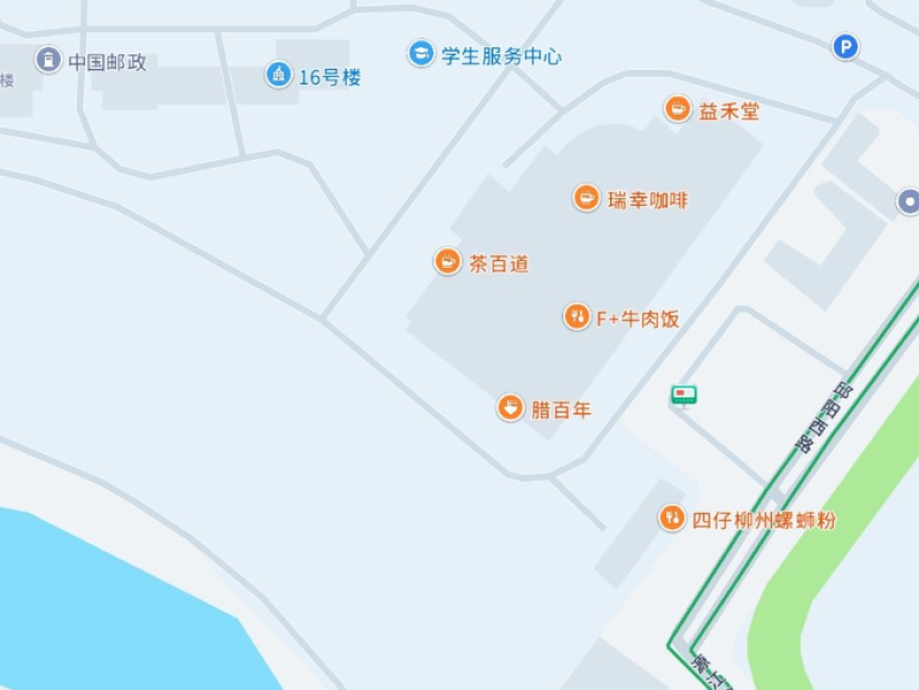 中国邮政
楼
16号楼
学生服务中心
P
益禾堂
瑞幸咖啡
茶百道
F+牛肉饭
腊百年
邱阳西路
四仔柳州螺蛳粉